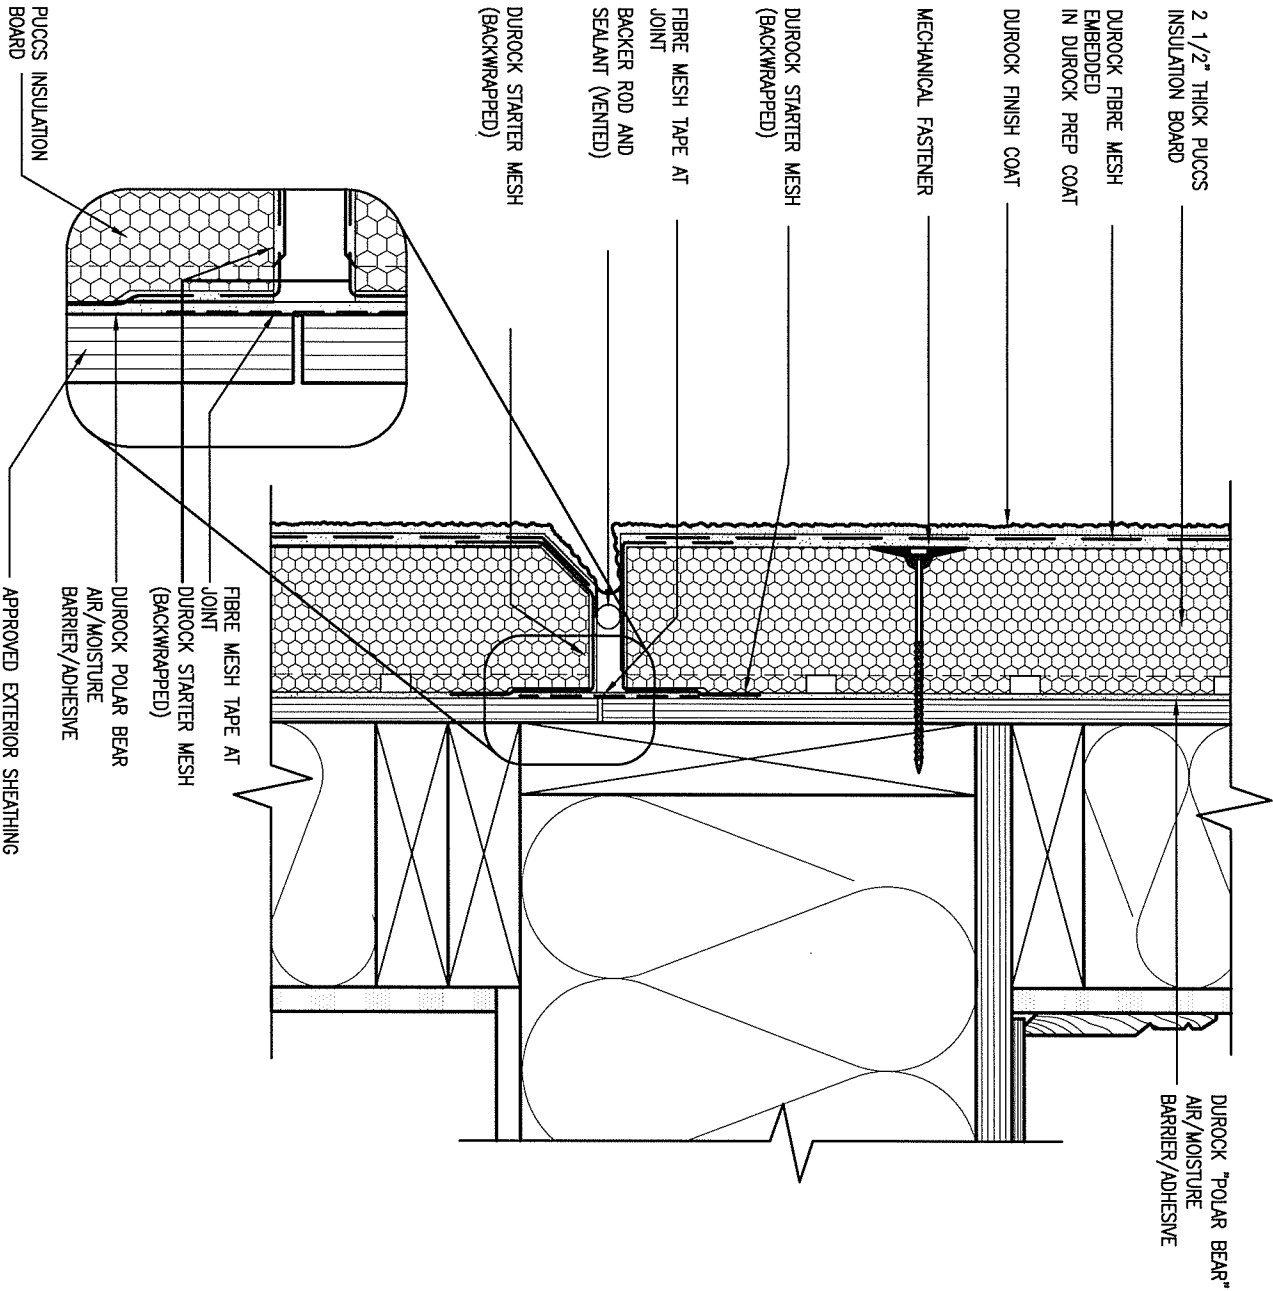 2 1/2" THICK PUCCS
INSULATION BOARD
DUROCK FIBRE MESH
EMBEDDED
IN DUROCK PREP COAT
DUROCK FINISH COAT
MECHANICAL FASTENER
DUROCK STARTER MESH
(BACKWRAPPED)
FIBRE MESH TAPE AT
JOINT
BACKER ROD AND
SEALANT (VENTED)
DUROCK STARTER MESH
(BACKWRAPPED)
PUCCS INSULATION
BOARD
DUROCK "POLAR BEAR"
AIR/MOISTURE
BARRIER/ADHESIVE
FIBRE MESH TAPE AT
JOINT
DUROCK STARTER MESH
(BACKWRAPPED)
DUROCK POLAR BEAR
AIR/MOISTURE
BARRIER/ADHESIVE
APPROVED EXTERIOR SHEATHING